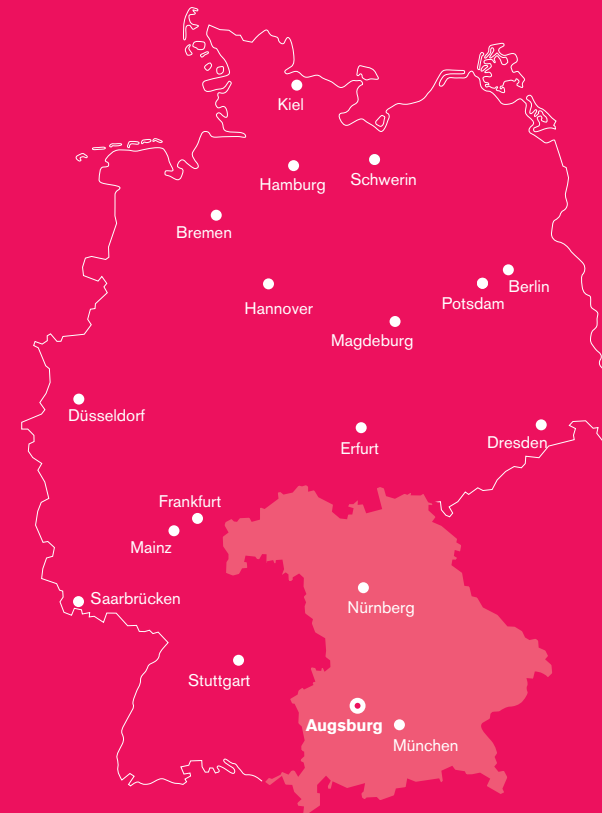 Kiel
Hamburg
Schwerin
Bremen
Berlin
Potsdam
Hannover
Magdeburg
Düsseldorf
Erfurt
Dresden
Frankfurt
Mainz
Saarbrücken
Nürnberg
Stuttgart
Augsburg
München